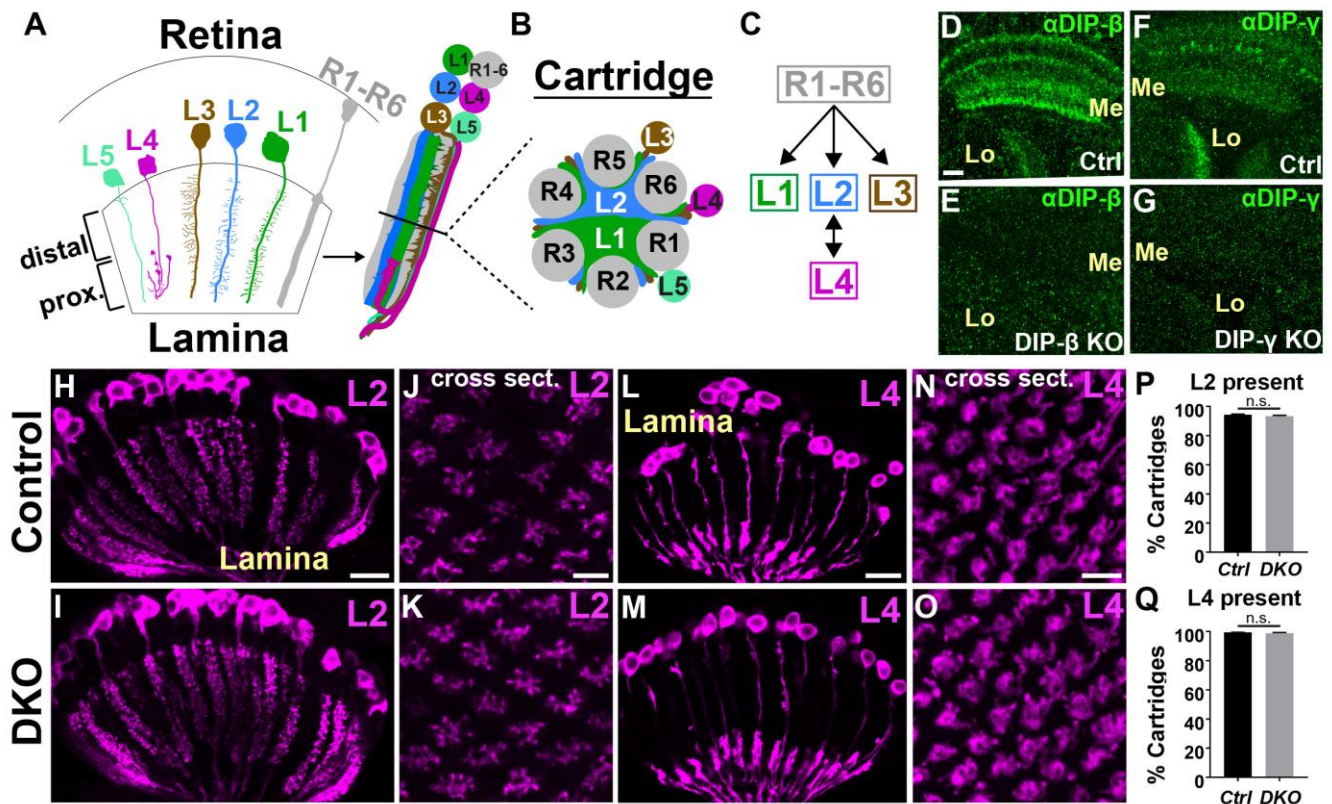 A
Retina
R1-R6
L5
L4
L3
L2
L1
distal
prox.
Lamina
L1
R1-6
L2
L4
L3
L5
B
Cartridge
L3
R5
R4
R6
L2
L4
L1
R3
R1
R2
L5
C
R1-R6
L1
L2
L3
L4
D
αDIP-β
Me
Lo
Ctrl
F
αDIP-γ
Me
Lo
Ctrl
E
αDIP-β
Me
Lo
DIP-β KO
G
αDIP-γ
Me
Lo
DIP-γ KO
Control
H
L2
Lamina
J
cross sect.
L2
L
L4
Lamina
N
cross sect.
L4
P
L2 present
n.s.
% Cartridges
100
80
60
40
20
0
Ctrl DKO
DKO
I
L2
K
L2
M
L4
O
L4
Q
L4 present
n.s.
% Cartridges
100
80
60
40
20
0
Ctrl DKO